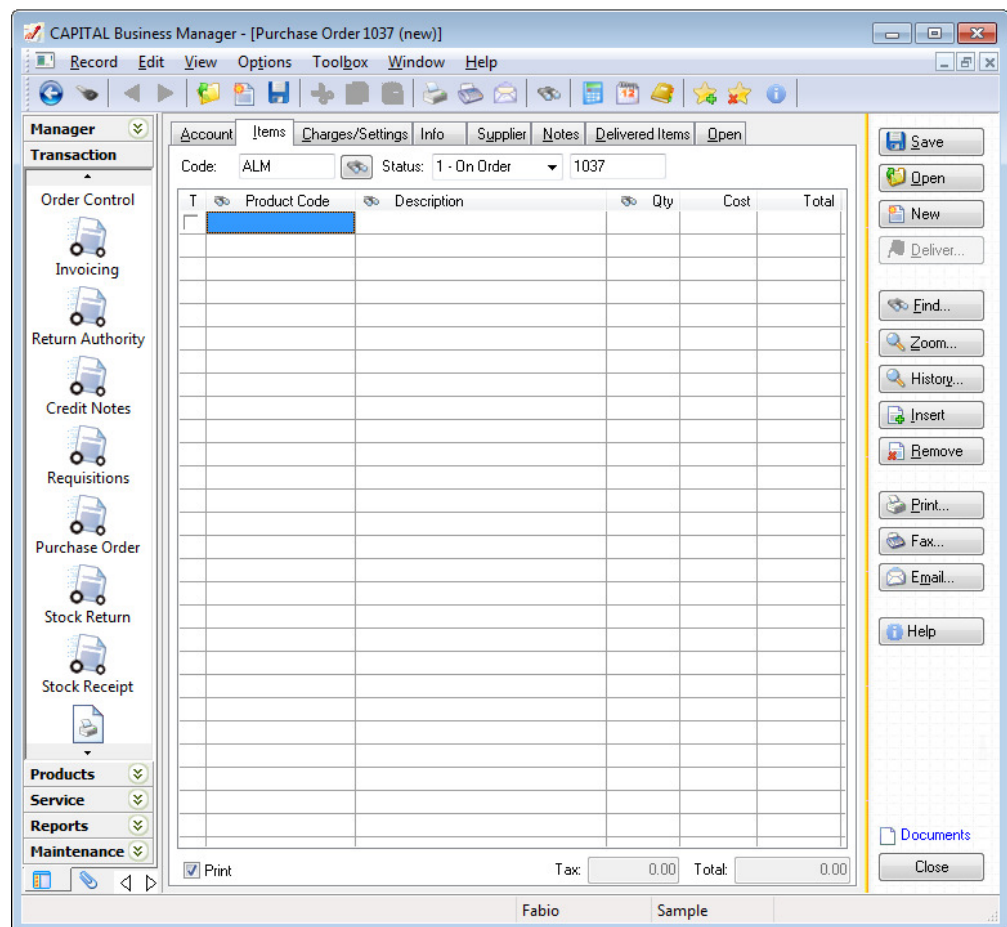 CAPITAL Business Manager - [Purchase Order 1037 (new)]
Record Edit View Options Toolbox Window Help
Manager
Transaction
Order Control
Invoicing
Return Authority
Credit Notes
Requisitions
Purchase Order
Stock Return
Stock Receipt
Products
Service
Reports
Maintenance
Account Items Charges/Settings Info Supplier Notes Delivered Items Open
Code: ALM Status: 1 - On Order 1037
T Product Code Description Qty Cost Total
Print Tax: 0.00 Total: 0.00
Save
Open
New
Deliver...
Find...
Zoom...
History...
Insert
Remove
Print...
Fax...
Email...
Help
Documents
Close
Fabio Sample